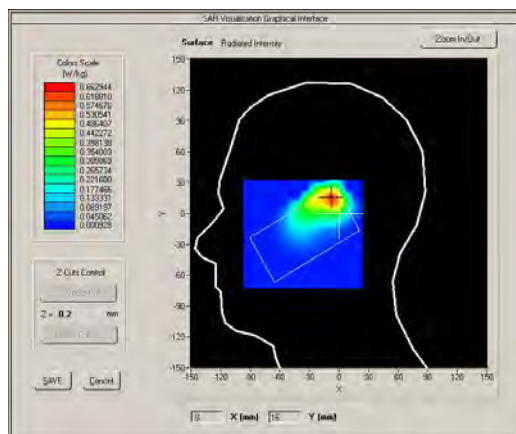 SAR Visualisation Graphical Interface
Surface Radiated Intensity
Zoom In/Out
Colors Scale
(W/kg)
0.662944
0.618810
0.574676
0.530541
0.486407
0.442272
0.398138
0.354003
0.309869
0.265734
0.221600
0.177466
0.133331
0.089197
0.045062
0.000928
150
120
90
60
30
0
-30
-60
-90
-120
-150
Y
-150 -120 -90 -60 -30 0 30 60 90 120 150
X
Z Cuts Control
Z = 0.2 mm
SAVE
Cancel
8 X (mm) 16 Y (mm)